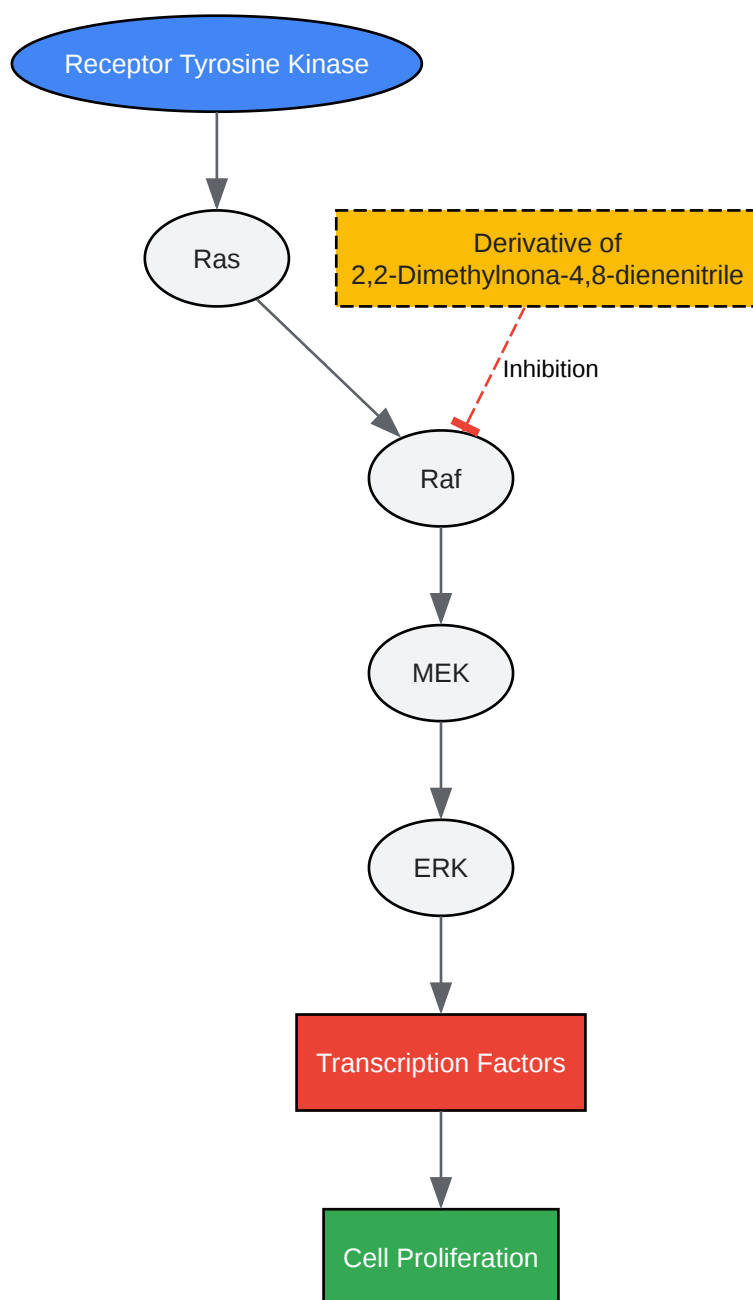 Receptor Tyrosine Kinase
Ras
Derivative of
2,2-Dimethylnona-4,8-dienenitrile
Inhibition
Raf
MEK
ERK
Transcription Factors
Cell Proliferation